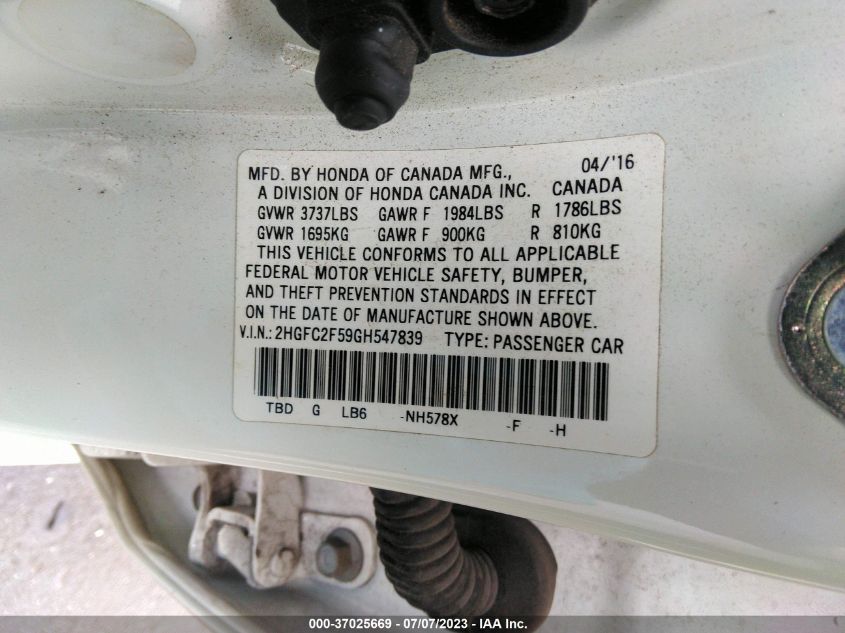 MFD. BY HONDA OF CANADA MFG., 04/'16
A DIVISION OF HONDA CANADA INC. CANADA
GVWR 3737LBS GAWR F 1984LBS R 1786LBS
GVWR 1695KG GAWR F 900KG R 810KG
THIS VEHICLE CONFORMS TO ALL APPLICABLE
FEDERAL MOTOR VEHICLE SAFETY, BUMPER,
AND THEFT PREVENTION STANDARDS IN EFFECT
ON THE DATE OF MANUFACTURE SHOWN ABOVE.
V.I.N.: 2HGFC2F59GH547839 TYPE: PASSENGER CAR
TBD G LB6 -NH578X -F -H
000-37025669 / 07/07/2023 - IAA Inc.